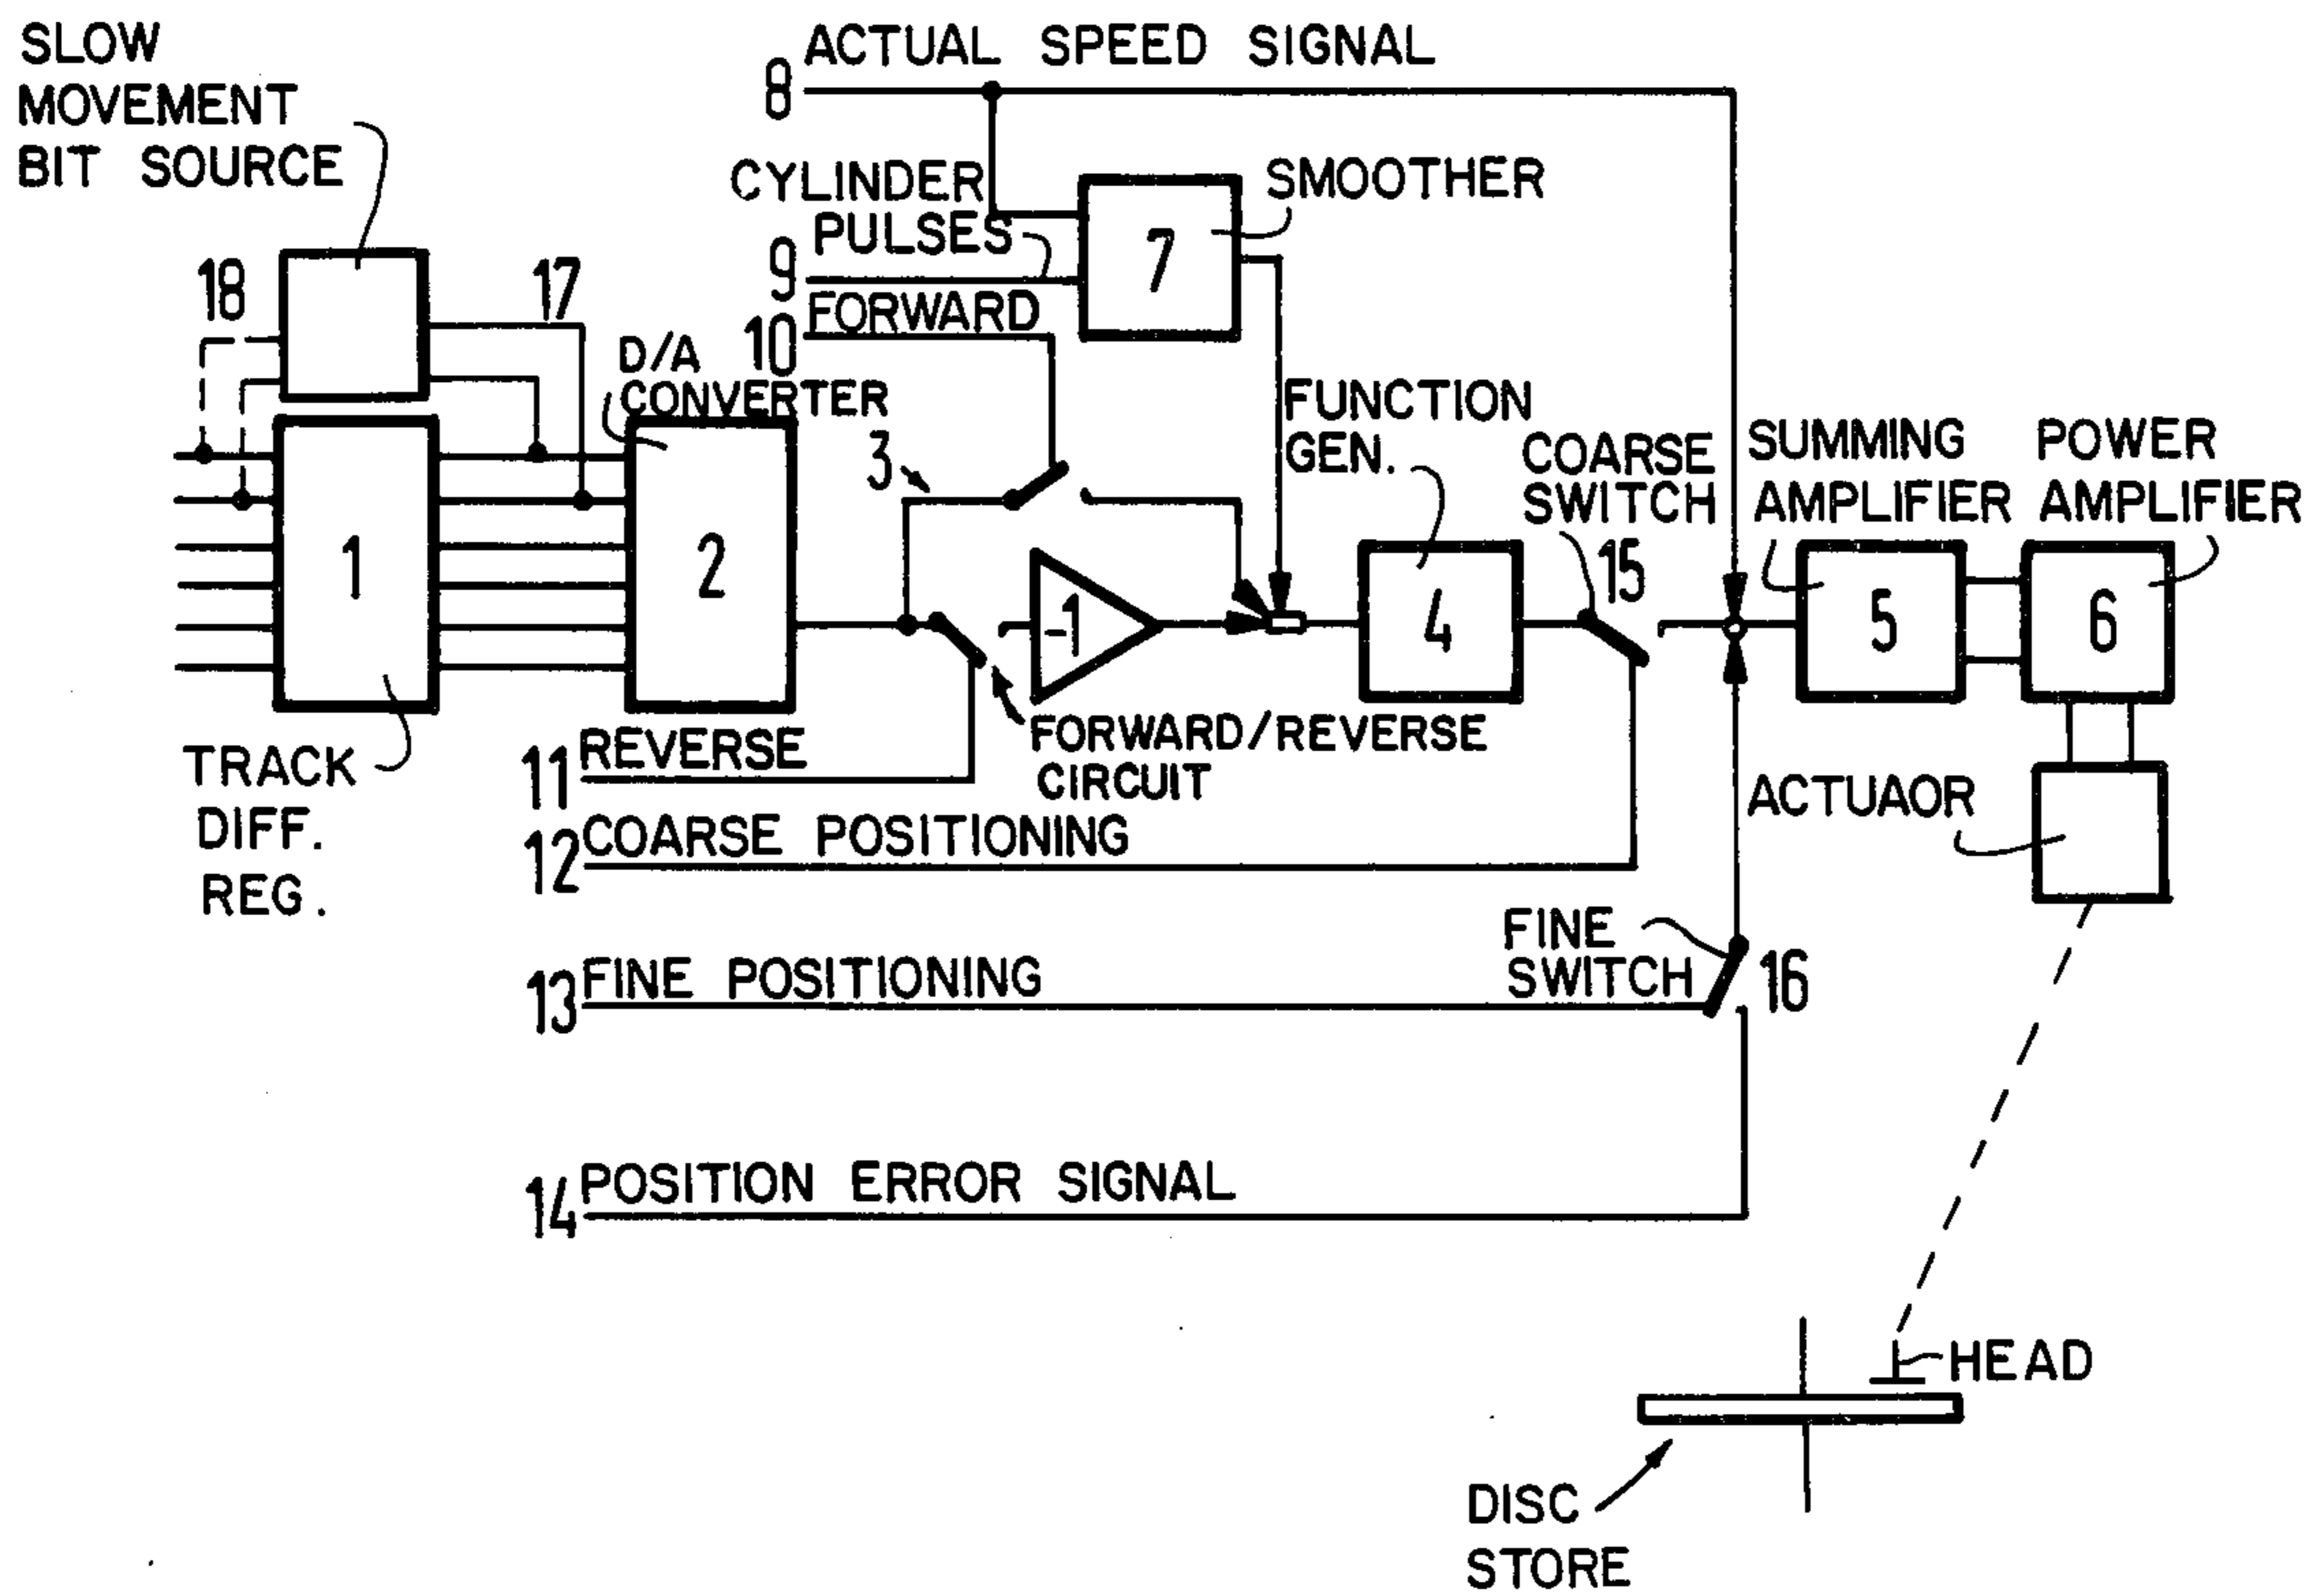 SLOW
MOVEMENT
BIT SOURCE
8 ACTUAL SPEED SIGNAL
CYLINDER
PULSES
9
SMOOTHER
7
18
17
10 FORWARD
D/A
CONVERTER
3
FUNCTION
GEN.
COARSE
SWITCH
15
SUMMING
AMPLIFIER
POWER
AMPLIFIER
1
2
-1
4
5
6
TRACK
DIFF.
REG.
11 REVERSE
FORWARD/REVERSE
CIRCUIT
ACTUAOR
12 COARSE POSITIONING
FINE
SWITCH
16
13 FINE POSITIONING
14 POSITION ERROR SIGNAL
HEAD
DISC
STORE